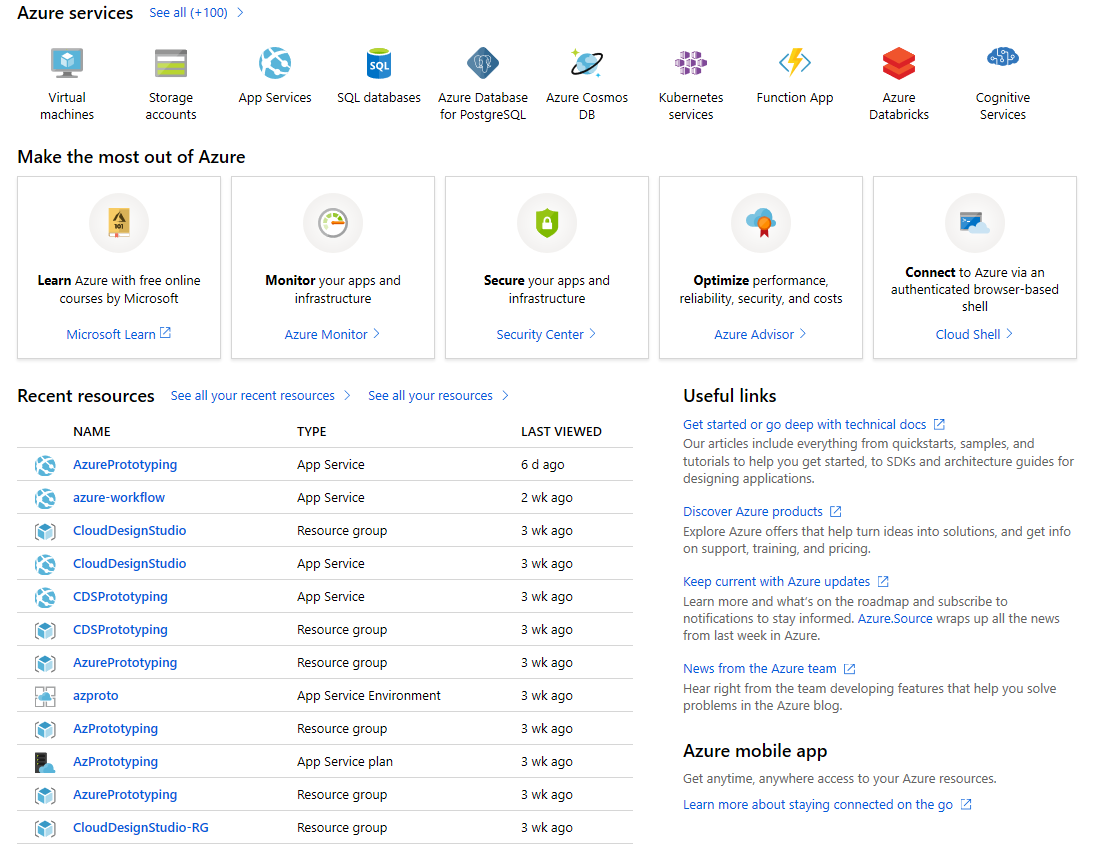 Azure services See all (+100)
Virtual machines
Storage accounts
App Services
SQL
SQL databases
Azure Database for PostgreSQL
Azure Cosmos DB
Kubernetes services
Function App
Azure Databricks
Cognitive Services
Make the most out of Azure
101
Learn Azure with free online
courses by Microsoft
Microsoft Learn
Monitor your apps and
infrastructure
Azure Monitor
Secure your apps and
infrastructure
Security Center
Optimize performance,
reliability, security, and costs
Azure Advisor
Connect to Azure via an
authenticated browser-based
shell
Cloud Shell
Recent resources See all your recent resources See all your resources
NAME TYPE LAST VIEWED
AzurePrototyping App Service 6 d ago
azure-workflow App Service 2 wk ago
CloudDesignStudio Resource group 3 wk ago
CloudDesignStudio App Service 3 wk ago
CDSPrototyping App Service 3 wk ago
CDSPrototyping Resource group 3 wk ago
AzurePrototyping Resource group 3 wk ago
azproto App Service Environment 3 wk ago
AzPrototyping Resource group 3 wk ago
AzPrototyping App Service plan 3 wk ago
AzurePrototyping Resource group 3 wk ago
CloudDesignStudio-RG Resource group 3 wk ago
Useful links
Get started or go deep with technical docs
Our articles include everything from quickstarts, samples, and
tutorials to help you get started, to SDKs and architecture guides for
designing applications.
Discover Azure products
Explore Azure offers that help turn ideas into solutions, and get info
on support, training, and pricing.
Keep current with Azure updates
Learn more and what's on the roadmap and subscribe to
notifications to stay informed. Azure.Source wraps up all the news
from last week in Azure.
News from the Azure team
Hear right from the team developing features that help you solve
problems in the Azure blog.
Azure mobile app
Get anytime, anywhere access to your Azure resources.
Learn more about staying connected on the go